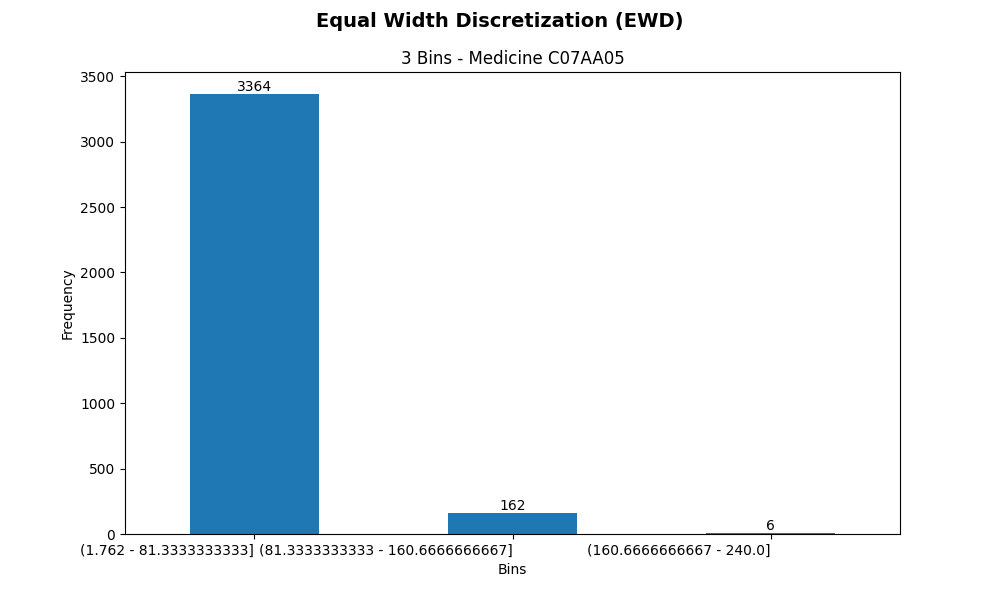 Equal Width Discretization (EWD)
3 Bins - Medicine C07AA05
3500
3000
2500
2000
1500
1000
500
0
Frequency
3364
162
6
(1.762 - 81.3333333333] (81.3333333333 - 160.6666666667] (160.6666666667 - 240.0]
Bins